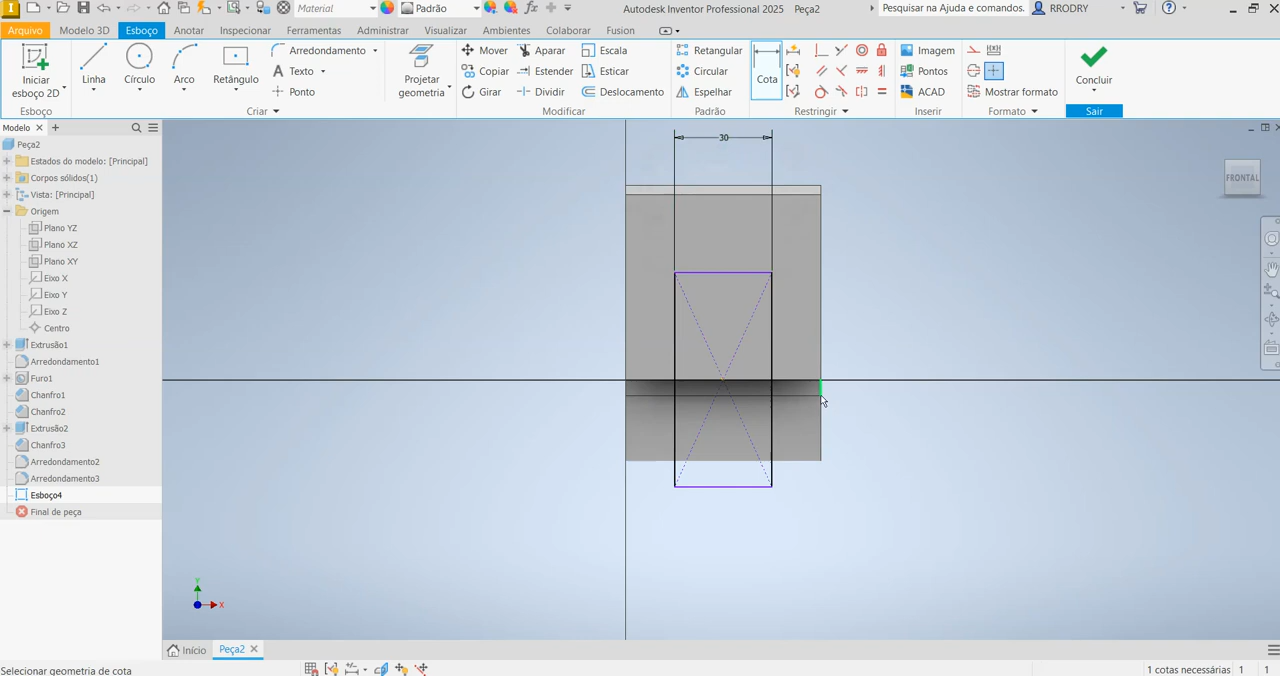 Material
Padrão
Autodesk Inventor Professional 2025 Peça2
Pesquisar na Ajuda e comandos.
RRODRY
Arquivo Modelo 3D Esboço Anotar Inspecionar Ferramentas Administrar Visualizar Ambientes Colaborar Fusion
Iniciar
esboço 2D
Linha
Círculo
Arco
Retângulo
Arredondamento
Texto
Ponto
Projetar
geometria
Mover
Copiar
Girar
Aparar
Estender
Dividir
Escala
Esticar
Deslocamento
Retangular
Circular
Espelhar
Cota
Imagem
Pontos
ACAD
Mostrar formato
Concluir
Esboço Criar Modificar Padrão Restringir Inserir Formato Sair
Modelo
Peça2
Estados do modelo: [Principal]
Corpos sólidos(1)
Vista: [Principal]
Origem
Plano YZ
Plano XZ
Plano XY
Eixo X
Eixo Y
Eixo Z
Centro
Extrusão1
Arredondamento1
Furo1
Chanfro1
Chanfro2
Extrusão2
Chanfro3
Arredondamento2
Arredondamento3
Esboço4
Final de peça
30
FRONTAL
Y
X
Início
Peça2
Selecionar geometria de cota
1 cotas necessárias 1 1